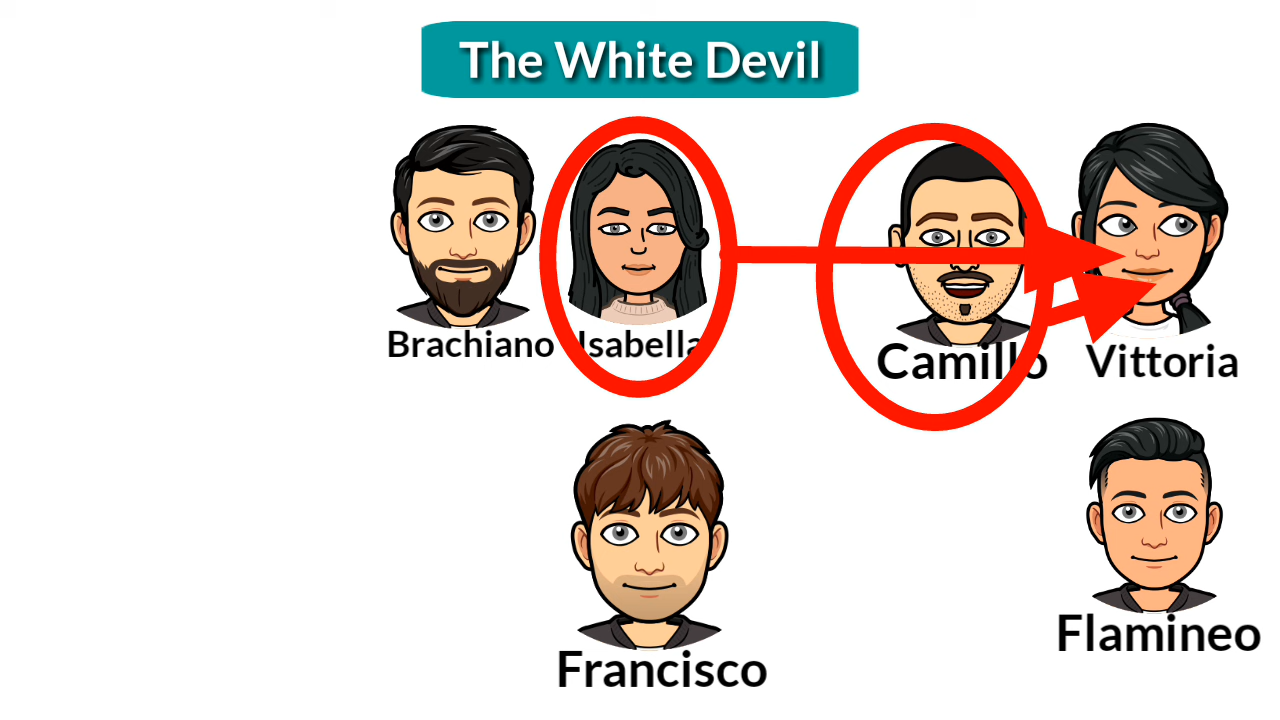 The White Devil
Brachiano
Isabella
Camillo
Vittoria
Francisco
Flamineo